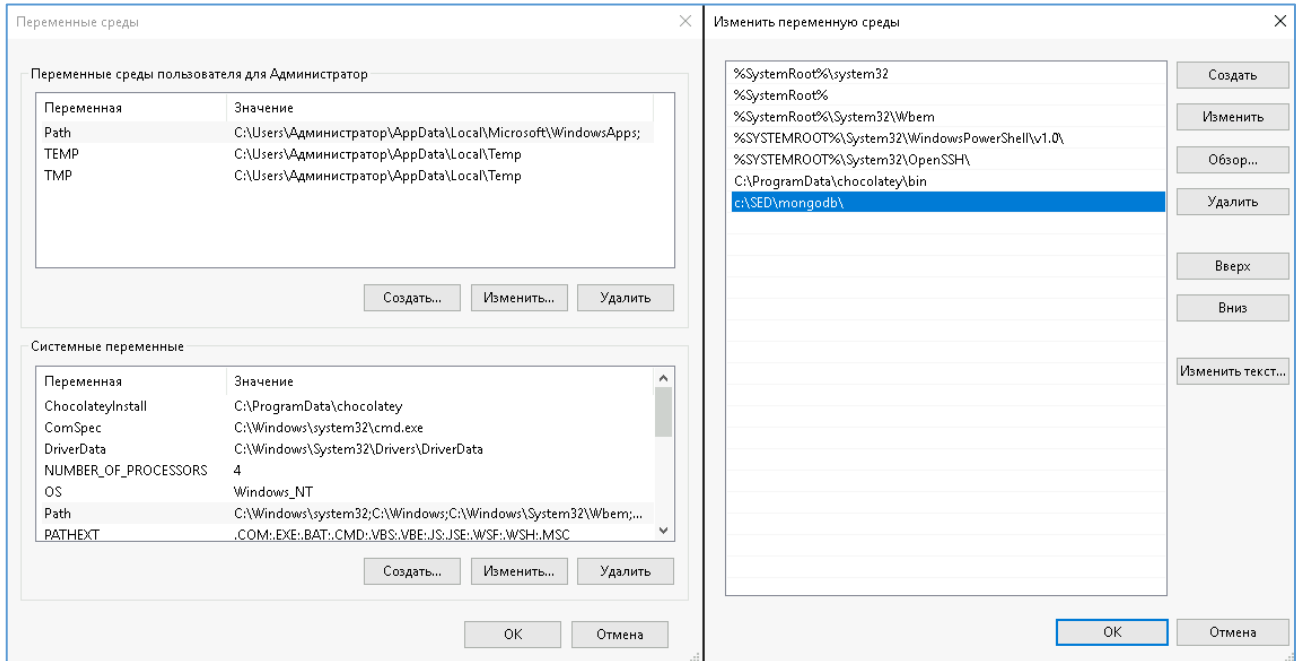 Переменные среды
Переменные среды пользователя для Администратор
Переменная Значение
Path C:\Users\Администратор\AppData\Local\Microsoft\WindowsApps;
TEMP C:\Users\Администратор\AppData\Local\Temp
TMP C:\Users\Администратор\AppData\Local\Temp
Создать... Изменить... Удалить
Системные переменные
Переменная Значение
ChocolateyInstall C:\ProgramData\chocolatey
ComSpec C:\Windows\system32\cmd.exe
DriverData C:\Windows\System32\Drivers\DriverData
NUMBER_OF_PROCESSORS 4
OS Windows_NT
Path C:\Windows\system32;C:\Windows;C:\Windows\System32\Wbem;...
PATHEXT .COM;.EXE;.BAT;.CMD;.VBS;.VBE;.JS;.JSE;.WSF;.WSH;.MSC
Создать... Изменить... Удалить
OK Отмена
Изменить переменную среды
%SystemRoot%\system32
%SystemRoot%
%SystemRoot%\System32\Wbem
%SYSTEMROOT%\System32\WindowsPowerShell\v1.0\
%SYSTEMROOT%\System32\OpenSSH\
C:\ProgramData\chocolatey\bin
c:\SED\mongodb\
Создать
Изменить
Обзор...
Удалить
Вверх
Вниз
Изменить текст...
OK Отмена